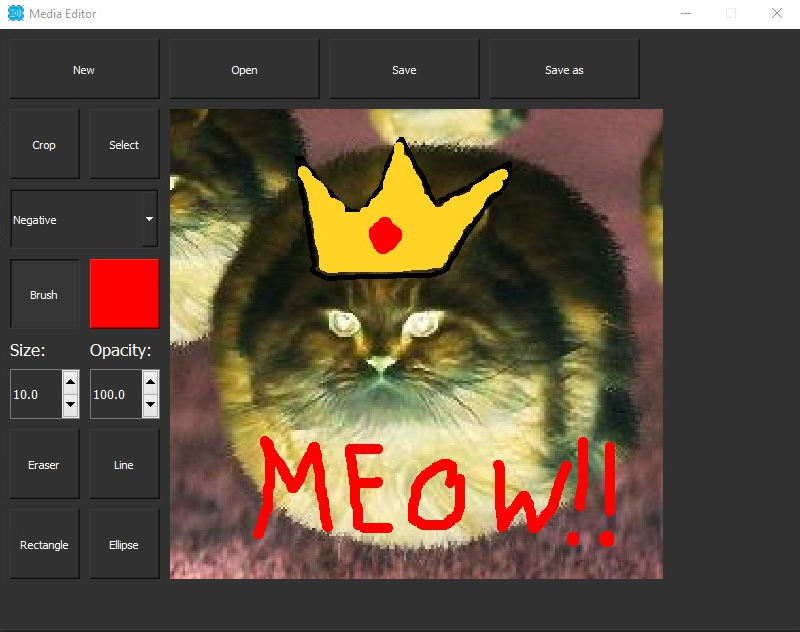 Media Editor
New
Open
Save
Save as
Crop
Select
Negative
Brush
Size:
Opacity:
10.0
100.0
Eraser
Line
Rectangle
Ellipse
MEOW!!